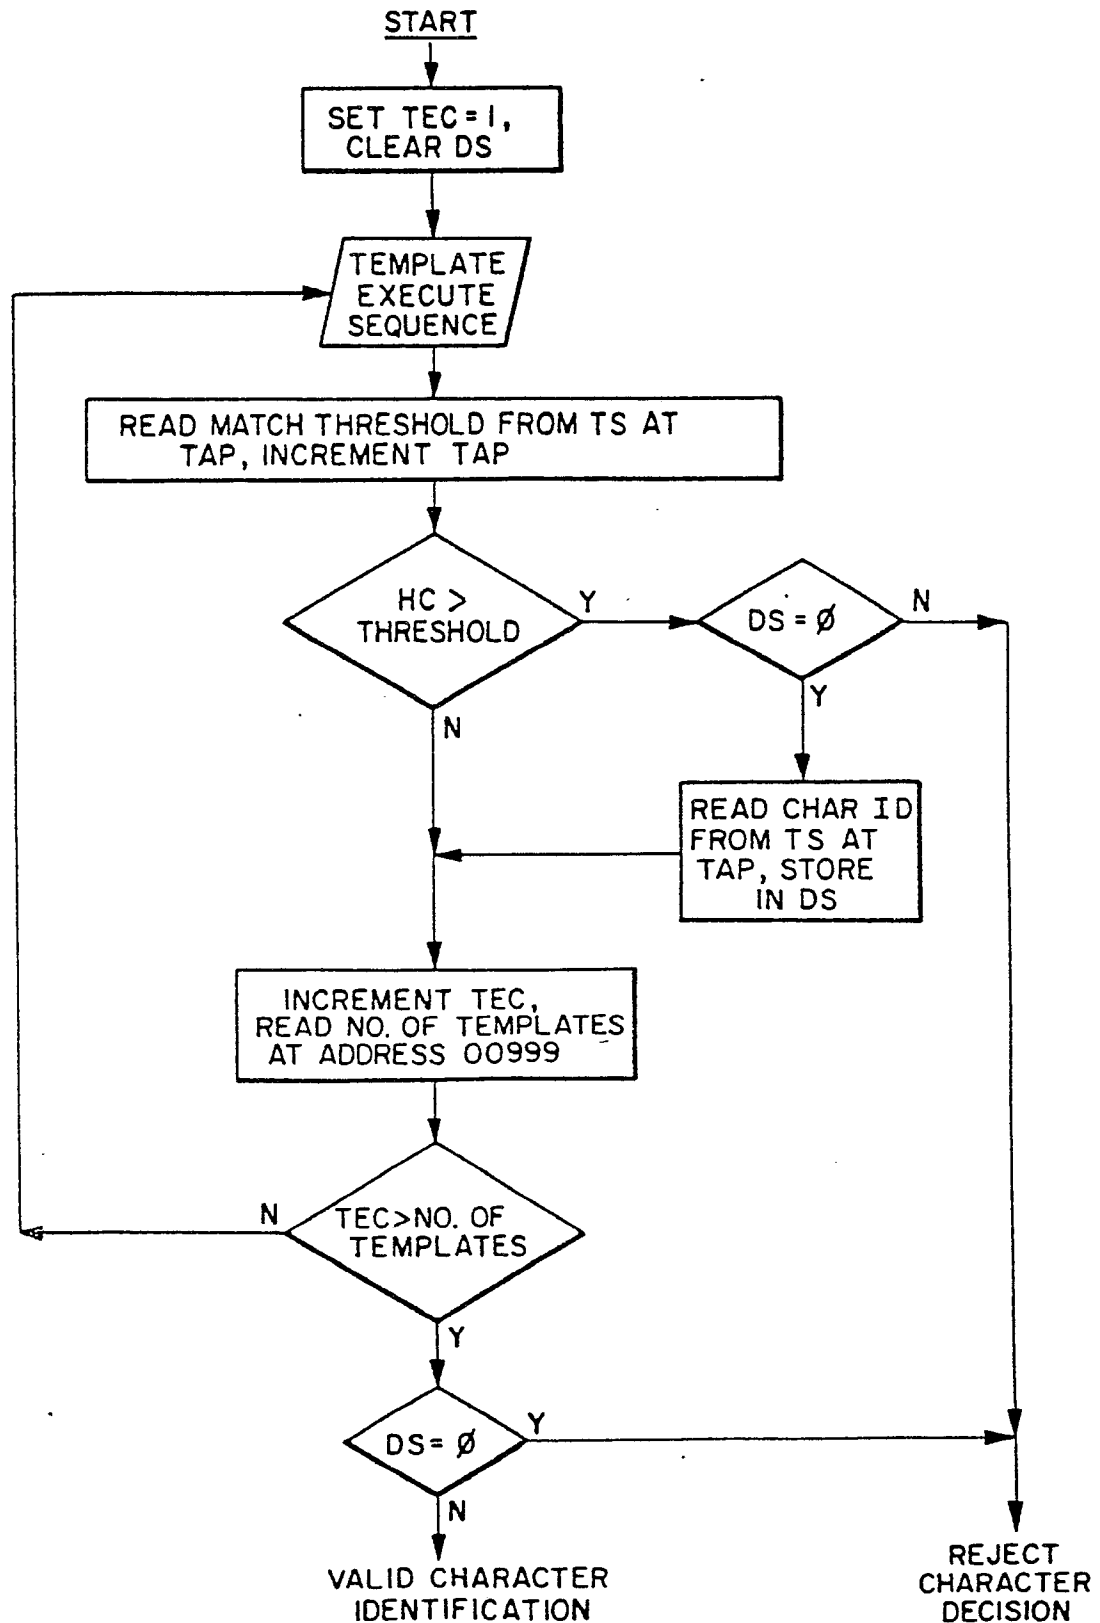 START
SET TEC = 1,
CLEAR DS
TEMPLATE
EXECUTE
SEQUENCE
READ MATCH THRESHOLD FROM TS AT
TAP, INCREMENT TAP
HC >
THRESHOLD
Y
DS = Ø
N
N
Y
READ CHAR ID
FROM TS AT
TAP, STORE
IN DS
INCREMENT TEC,
READ NO. OF TEMPLATES
AT ADDRESS 00999
N
TEC > NO. OF
TEMPLATES
Y
DS = Ø
Y
N
VALID CHARACTER
IDENTIFICATION
REJECT
CHARACTER
DECISION